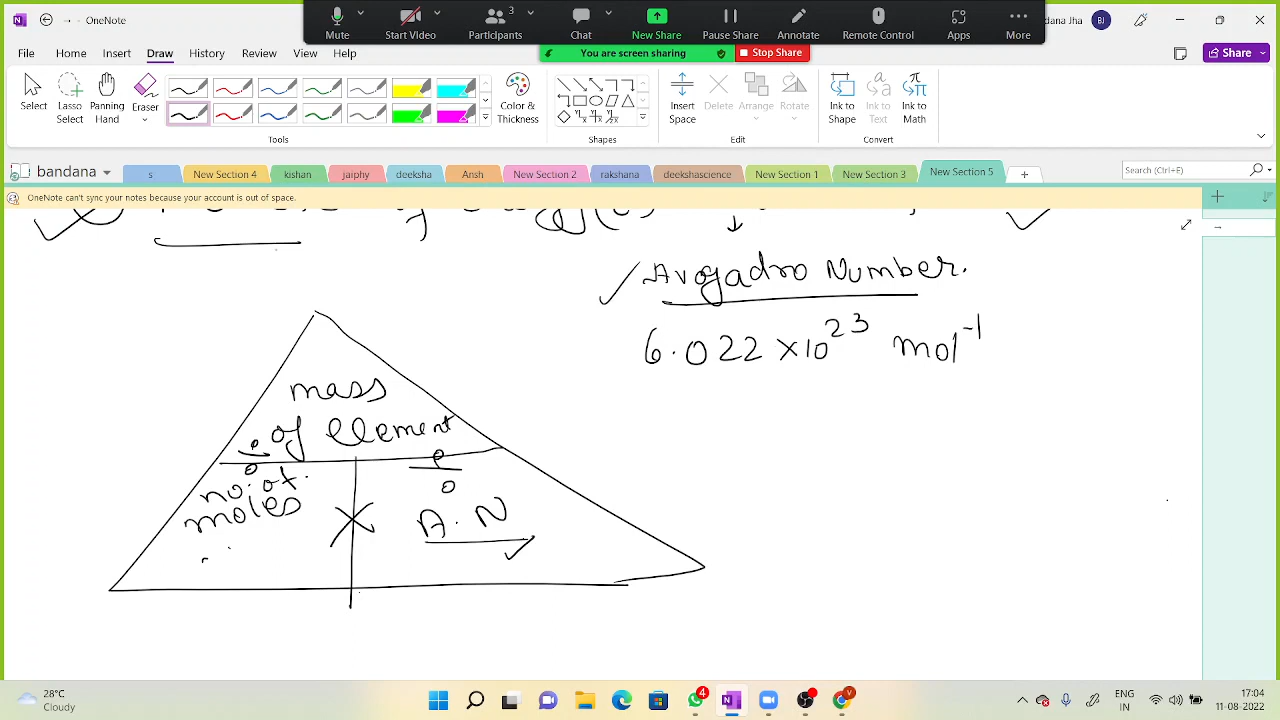 OneNote
Mute
Start Video
Participants
3
Chat
New Share
Pause Share
Annotate
Remote Control
Apps
More
dana Jha
BJ
You are screen sharing
Stop Share
File
Home
Insert
Draw
History
Review
View
Help
Share
Select
Lasso Select
Panning Hand
Eraser
Color & Thickness
Insert Space
Delete
Arrange
Rotate
Ink to Shape
Ink to Text
Ink to Math
Tools
Shapes
Edit
Convert
bandana
s
New Section 4
kishan
jaiphy
deeksha
Ansh
New Section 2
rakshana
deekshascience
New Section 1
New Section 3
New Section 5
Search (Ctrl+E)
OneNote can't sync your notes because your account is out of space.
Avogadro Number.
6.022 × 10²³ mol⁻¹
mass
of element
no. of
moles
×
A.N
28°C
Cloudy
4
V
ENG
IN
17:04
11-08-2022